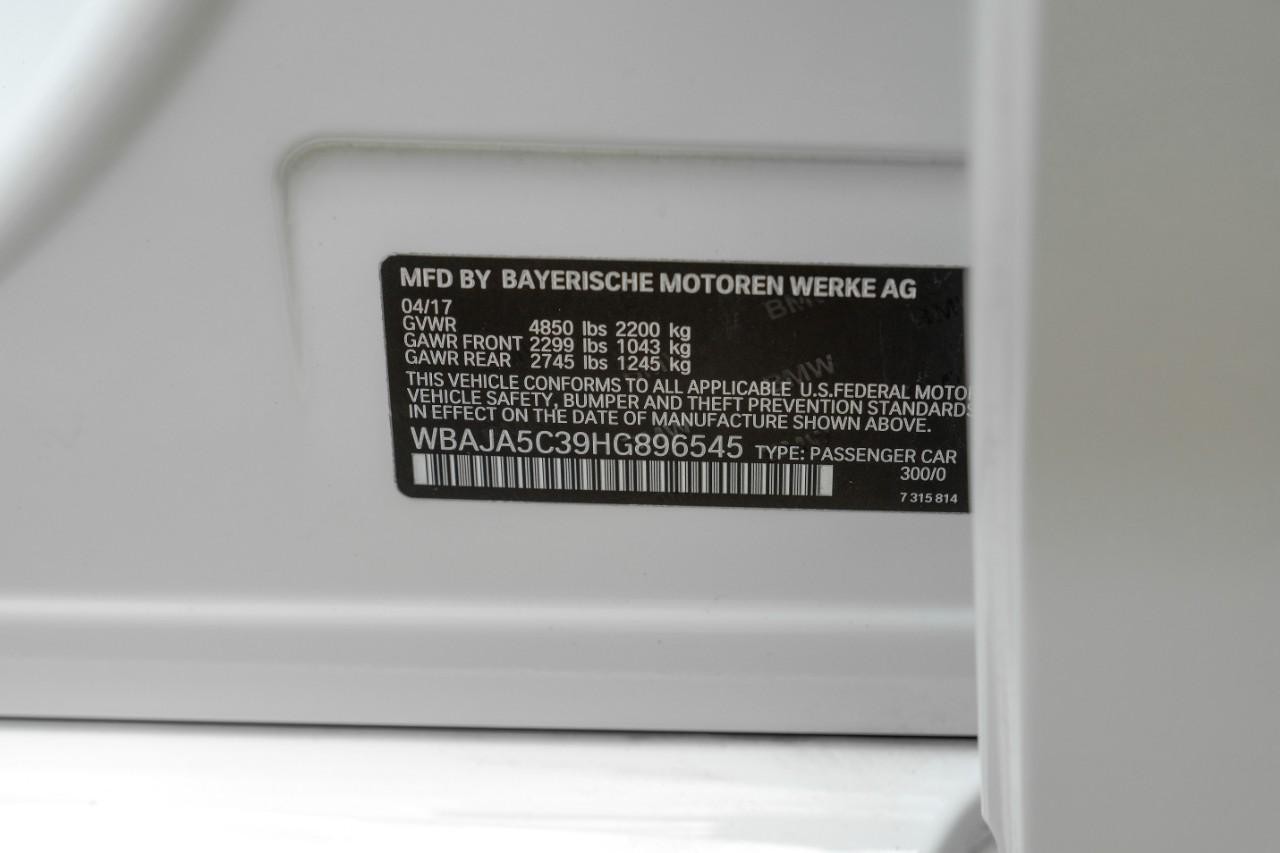 MFD BY BAYERISCHE MOTOREN WERKE AG
04/17
GVWR 4850 lbs 2200 kg
GAWR FRONT 2299 lbs 1043 kg
GAWR REAR 2745 lbs 1245 kg
THIS VEHICLE CONFORMS TO ALL APPLICABLE U.S.FEDERAL MOTO
VEHICLE SAFETY, BUMPER AND THEFT PREVENTION STANDARDS
IN EFFECT ON THE DATE OF MANUFACTURE SHOWN ABOVE.
WBAJA5C39HG896545 TYPE: PASSENGER CAR
300/0
7 315 814